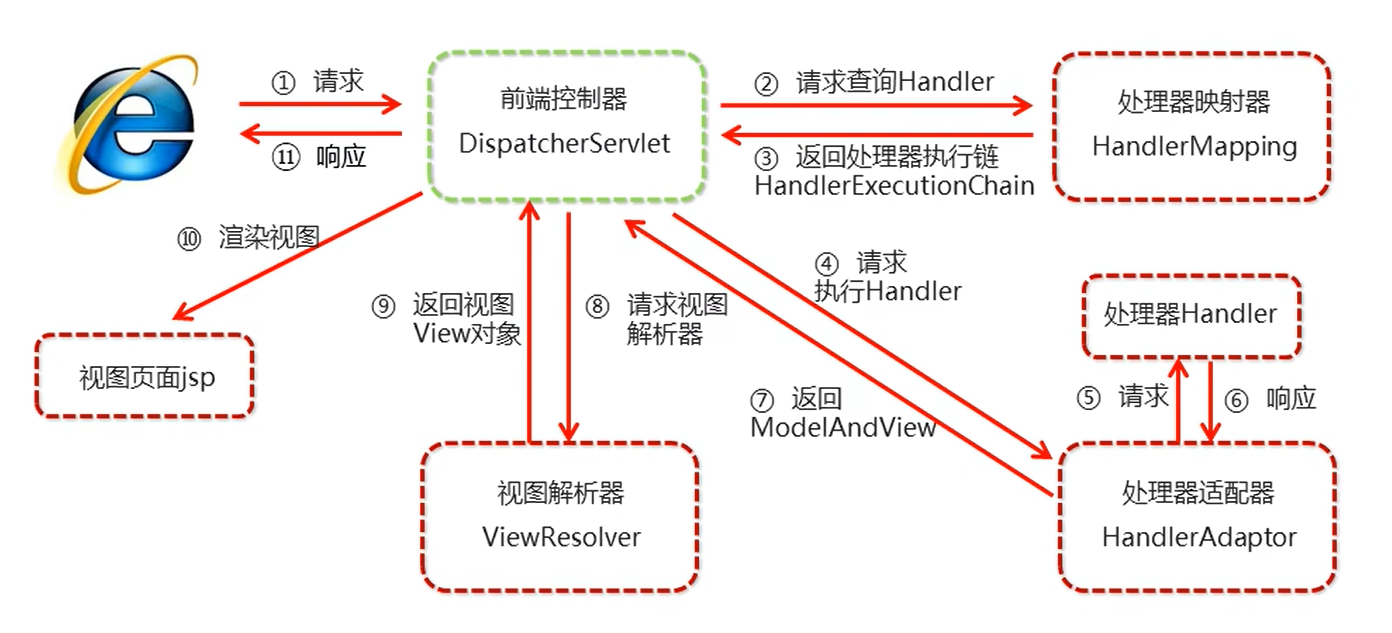 ① 请求
⑪ 响应
前端控制器
DispatcherServlet
② 请求查询Handler
③ 返回处理器执行链
HandlerExecutionChain
处理器映射器
HandlerMapping
⑩ 渲染视图
视图页面jsp
⑨ 返回视图
View对象
⑧ 请求视图
解析器
④ 请求
执行Handler
⑦ 返回
ModelAndView
处理器Handler
⑤ 请求
⑥ 响应
视图解析器
ViewResolver
处理器适配器
HandlerAdaptor